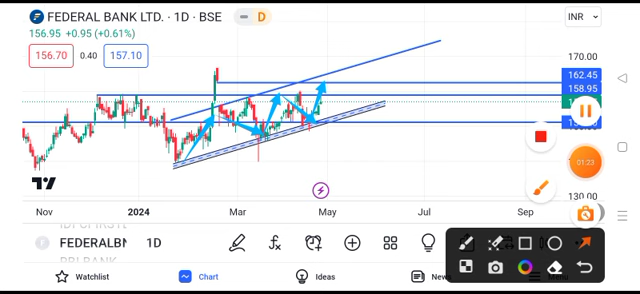 FEDERAL BANK LTD. · 1D · BSE
D
INR
156.95 +0.95 (+0.61%)
156.70
0.40
157.10
170.00
162.45
158.95
130.00
Nov
2024
Mar
May
Jul
Sep
01:23
FEDERALBN
1D
Watchlist
Chart
Ideas
News